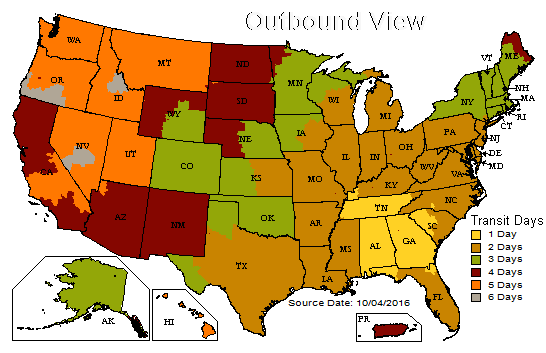 Outbound View
WA
MT
ND
OR
ID
SD
MN
WI
MI
NY
VT
ME
NH
MA
RI
CT
NJ
DE
MD
PA
WY
NE
IA
NV
UT
CO
KS
MO
IL
IN
OH
WV
VA
KY
CA
AZ
NM
OK
AR
TN
NC
SC
TX
LA
MS
AL
GA
FL
AK
HI
PR
Transit Days
1 Day
2 Days
3 Days
4 Days
5 Days
6 Days
Source Date: 10/04/2016